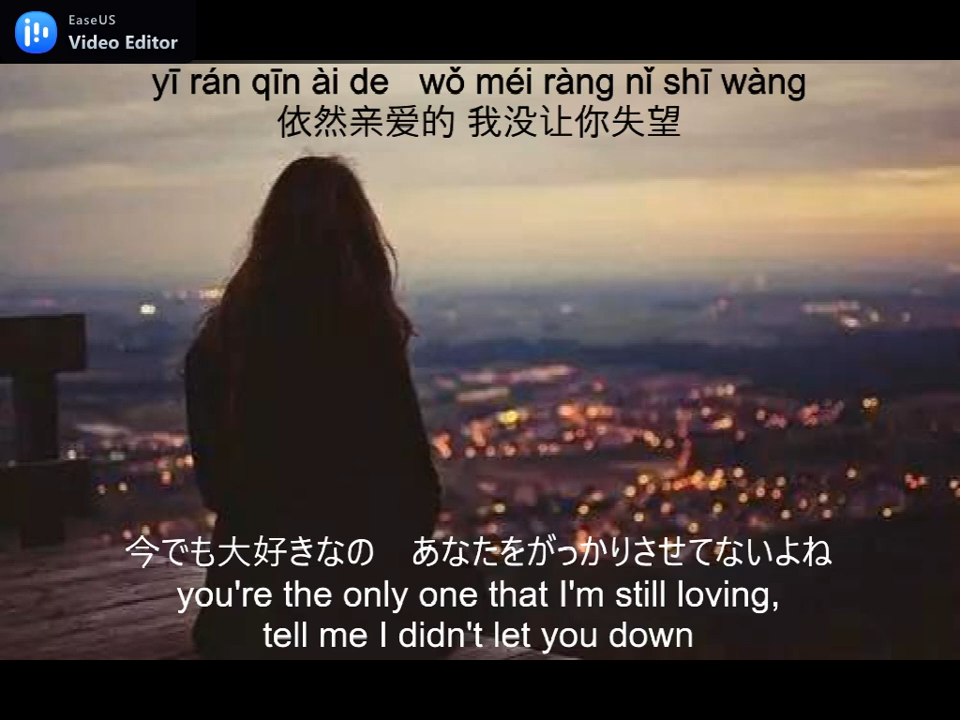 EaseUS
Video Editor
yī rán qīn ài de wǒ méi ràng nǐ shī wàng
依然亲爱的 我没让你失望
今でも大好きなの あなたをがっかりさせてないよね
you're the only one that I'm still loving,
tell me I didn't let you down